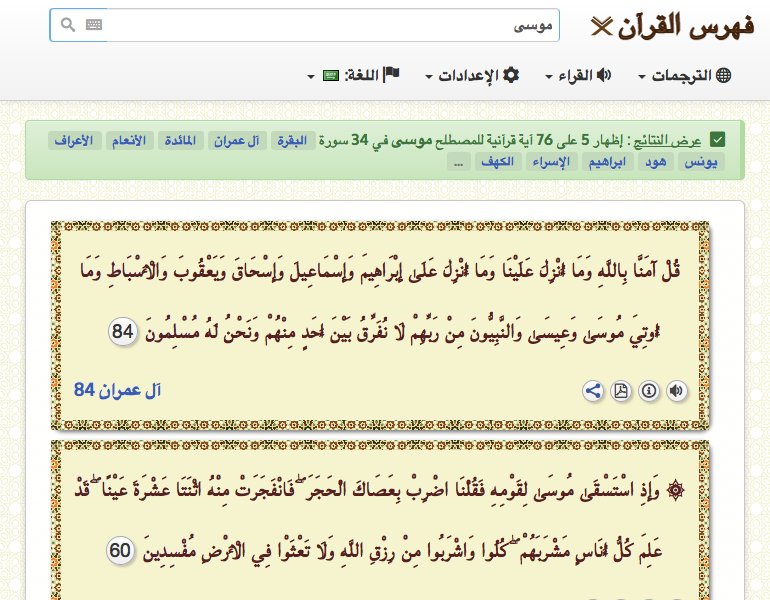 فهرس القرآن
موسى
الترجمات القراء الإعدادات اللغة:
عرض النتائج : إظهار 5 على 76 آية قرآنية للمصطلح موسى في 34 سورة البقرة آل عمران المائدة الأنعام الأعراف
يونس هود ابراهيم الإسراء الكهف ...
قُلْ آمَنَّا بِاللَّهِ وَمَا أُنْزِلَ عَلَيْنَا وَمَا أُنْزِلَ عَلَىٰ إِبْرَاهِيمَ وَإِسْمَاعِيلَ وَإِسْحَاقَ وَيَعْقُوبَ وَالْأَسْبَاطِ وَمَا
أُوتِيَ مُوسَىٰ وَعِيسَىٰ وَالنَّبِيُّونَ مِنْ رَبِّهِمْ لَا نُفَرِّقُ بَيْنَ أَحَدٍ مِنْهُمْ وَنَحْنُ لَهُ مُسْلِمُونَ 84
آل عمران 84
۞ وَإِذِ اسْتَسْقَىٰ مُوسَىٰ لِقَوْمِهِ فَقُلْنَا اضْرِبْ بِعَصَاكَ الْحَجَرَ ۖ فَانْفَجَرَتْ مِنْهُ اثْنَتَا عَشْرَةَ عَيْنًا ۖ قَدْ
عَلِمَ كُلُّ أُنَاسٍ مَشْرَبَهُمْ ۖ كُلُوا وَاشْرَبُوا مِنْ رِزْقِ اللَّهِ وَلَا تَعْثَوْا فِي الْأَرْضِ مُفْسِدِينَ 60